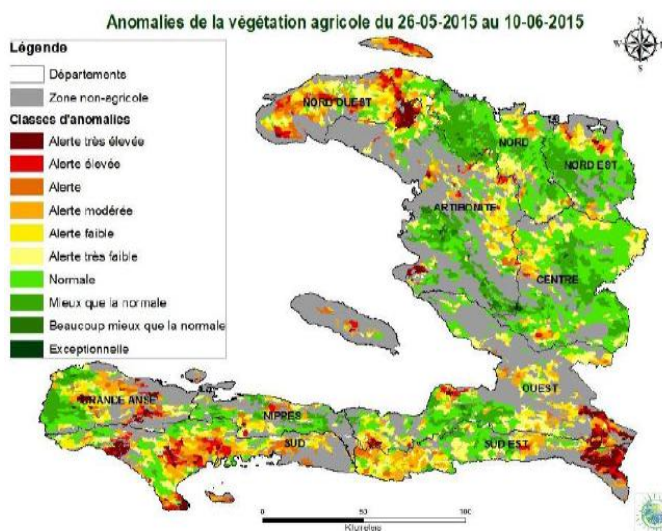 Anomalies de la végétation agricole du 26-05-2015 au 10-06-2015
N
W
E
S
Légende
Départements
Zone non-agricole
Classes d'anomalies
Alerte très élevée
Alerte élevée
Alerte
Alerte modérée
Alerte faible
Alerte très faible
Normale
Mieux que la normale
Beaucoup mieux que la normale
Exceptionnelle
NORD OUEST
NORD
NORD EST
ARTIBONITE
CENTRE
OUEST
GRANDE ANSE
NIPPES
SUD
SUD EST
0
50
100
Kilometers